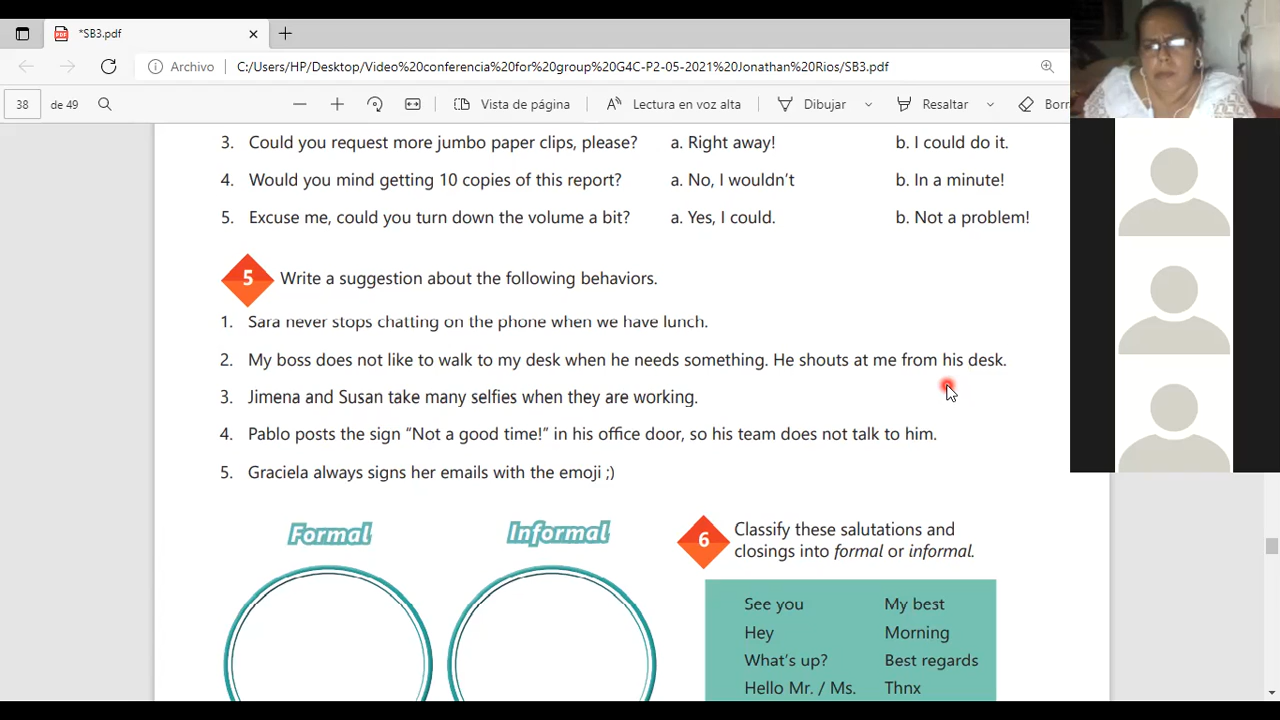 *SB3.pdf
Archivo C:/Users/HP/Desktop/Video%20conferencia%20for%20group%20G4C-P2-05-2021%20Jonathan%20Rios/SB3.pdf
38 de 49 Vista de página Lectura en voz alta Dibujar Resaltar Borr
3. Could you request more jumbo paper clips, please? a. Right away! b. I could do it.
4. Would you mind getting 10 copies of this report? a. No, I wouldn't b. In a minute!
5. Excuse me, could you turn down the volume a bit? a. Yes, I could. b. Not a problem!
5 Write a suggestion about the following behaviors.
1. Sara never stops chatting on the phone when we have lunch.
2. My boss does not like to walk to my desk when he needs something. He shouts at me from his desk.
3. Jimena and Susan take many selfies when they are working.
4. Pablo posts the sign "Not a good time!" in his office door, so his team does not talk to him.
5. Graciela always signs her emails with the emoji ;)
Formal Informal
6 Classify these salutations and
closings into formal or informal.
See you My best
Hey Morning
What's up? Best regards
Hello Mr. / Ms. Thnx